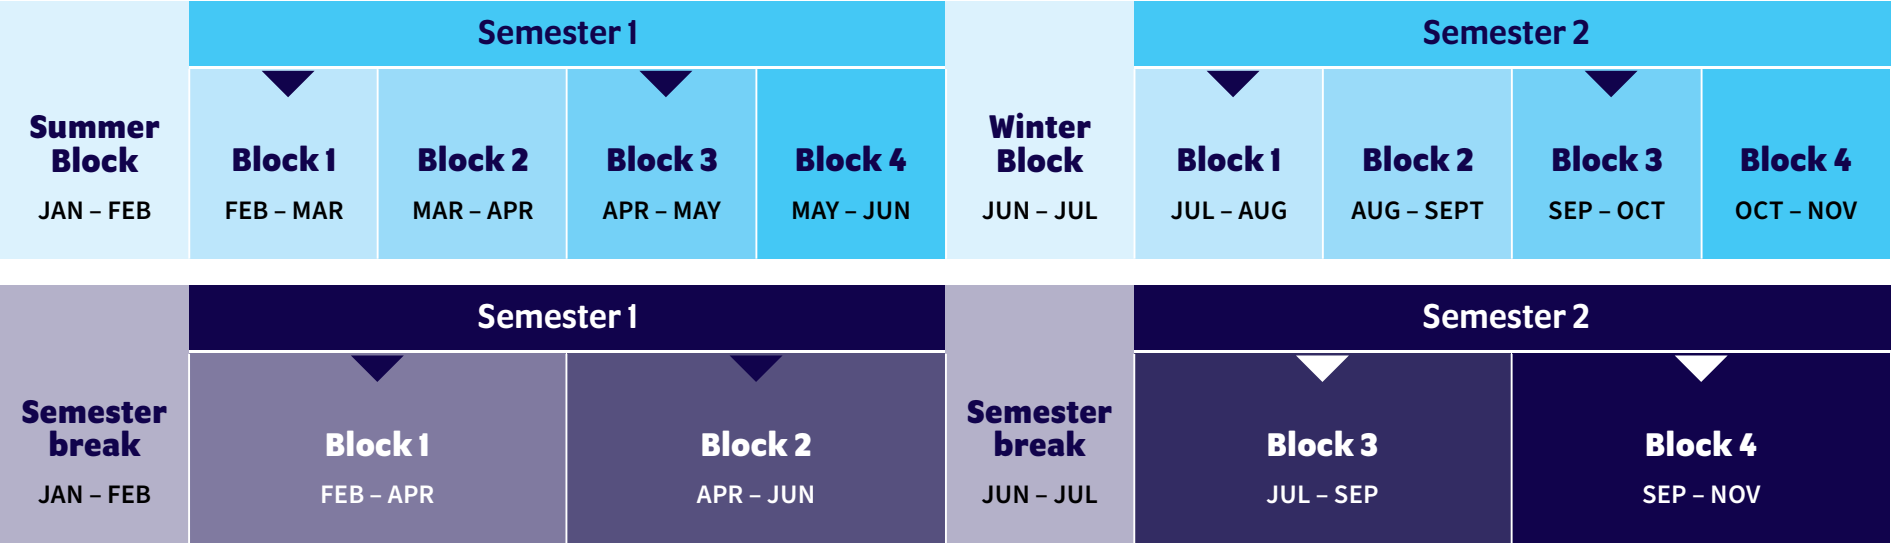 Semester 1
Semester 2
Summer
Block
JAN – FEB
Block 1
FEB – MAR
Block 2
MAR – APR
Block 3
APR – MAY
Block 4
MAY – JUN
Winter
Block
JUN – JUL
Block 1
JUL – AUG
Block 2
AUG – SEPT
Block 3
SEP – OCT
Block 4
OCT – NOV
Semester 1
Semester 2
Semester
break
JAN – FEB
Block 1
FEB – APR
Block 2
APR – JUN
Semester
break
JUN – JUL
Block 3
JUL – SEP
Block 4
SEP – NOV